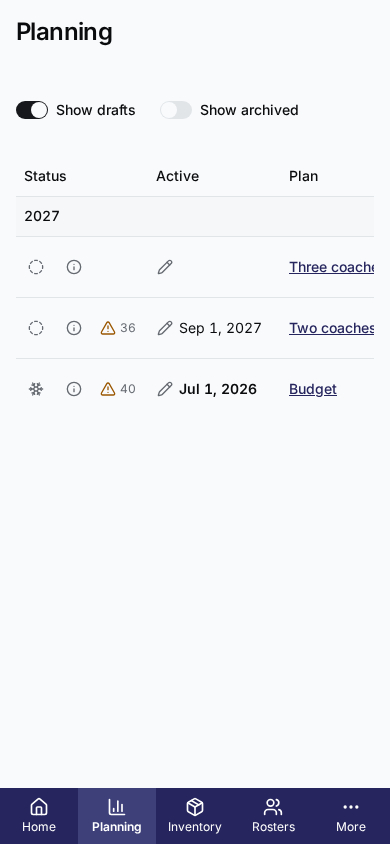 Planning
Show drafts Show archived
Status Active Plan
2027
Three coache
36 Sep 1, 2027 Two coaches
40 Jul 1, 2026 Budget
Home Planning Inventory Rosters More